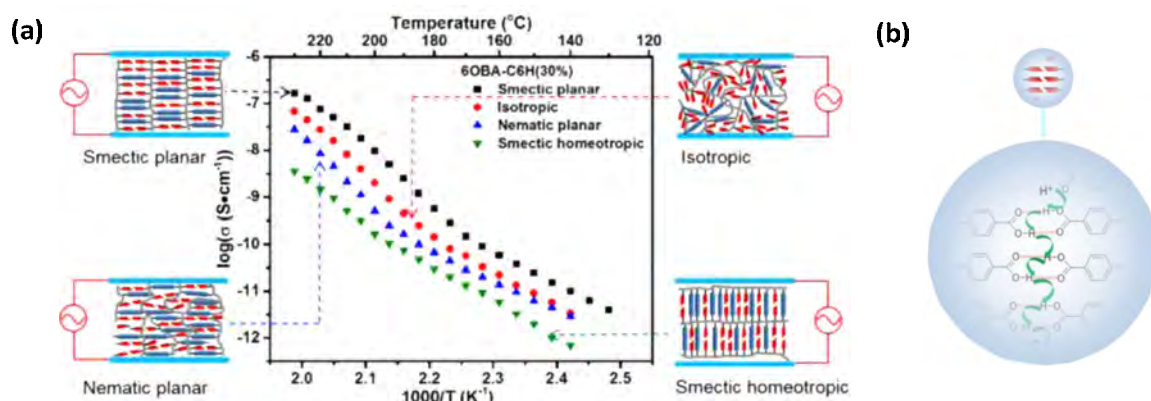 (a)
Temperature (°C)
220 200 180 160 140 120
6OBA-C6H(30%)
Smectic planar
Isotropic
Nematic planar
Smectic homeotropic
log(σ (S•cm⁻¹))
-6
-7
-8
-9
-10
-11
-12
2.0 2.1 2.2 2.3 2.4 2.5
1000/T (K⁻¹)
Smectic planar
Nematic planar
Isotropic
Smectic homeotropic
(b)
H⁺ O
O H O
O H O
O H O
O H O
O H O
O H O